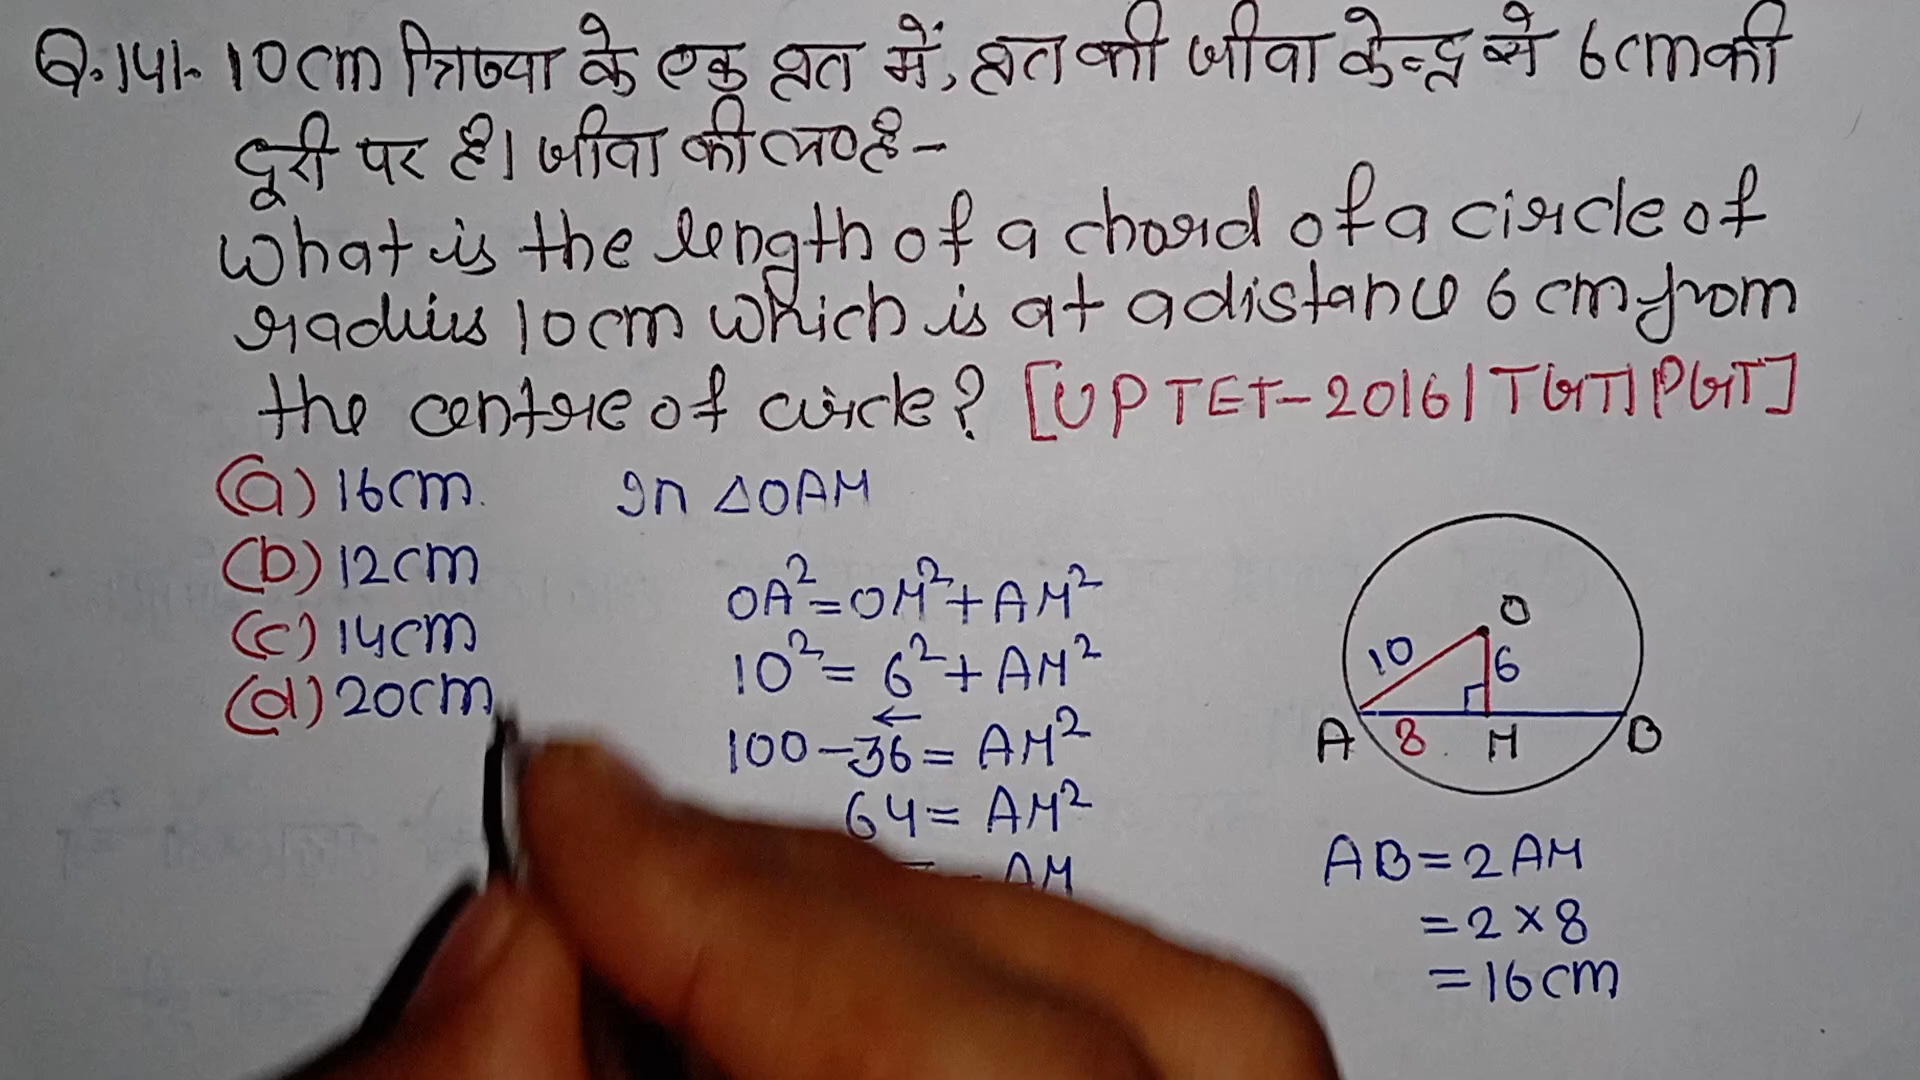 Q.141. 10cm त्रिज्या के एक वृत में, वृत की जीवा केन्द्र से 6cm की
दूरी पर है। जीवा की ल० है-
What is the length of a chord of a circle of
radius 10cm which is at a distance 6cm from
the centre of circle? [UPTET-2016|TGT|PGT]
(a) 16cm.
(b) 12cm
(c) 14cm
(d) 20cm
In △OAM
OA²=OM²+AM²
10²= 6²+AM²
←
100-36= AM²
64= AM²
AM
O
10
6
A 8 M B
AB=2AM
=2×8
=16cm